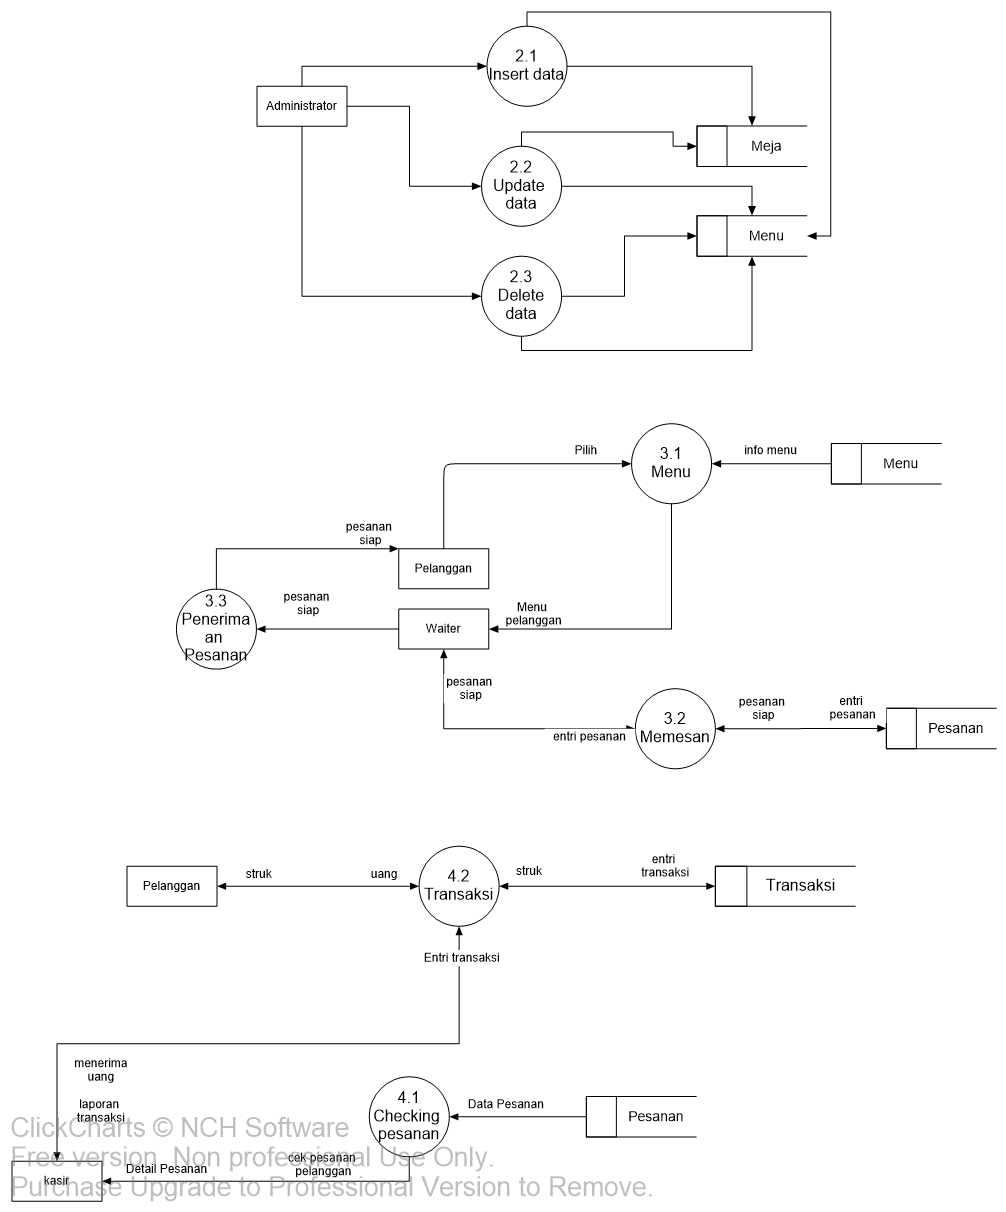 2.1
Insert data
Administrator
Meja
2.2
Update
data
Menu
2.3
Delete
data
Pilih
3.1
Menu
info menu
Menu
pesanan
siap
Pelanggan
3.3
Penerima
an
Pesanan
pesanan
siap
Waiter
Menu
pelanggan
pesanan
siap
entri pesanan
3.2
Memesan
pesanan
siap
entri
pesanan
Pesanan
Pelanggan
struk
uang
4.2
Transaksi
struk
entri
transaksi
Transaksi
Entri transaksi
menerima
uang
laporan
transaksi
4.1
Checking
pesanan
Data Pesanan
Pesanan
cek pesanan
pelanggan
Detail Pesanan
kasir
ClickCharts © NCH Software
Free version. Non professional Use Only.
Purchase Upgrade to Professional Version to Remove.